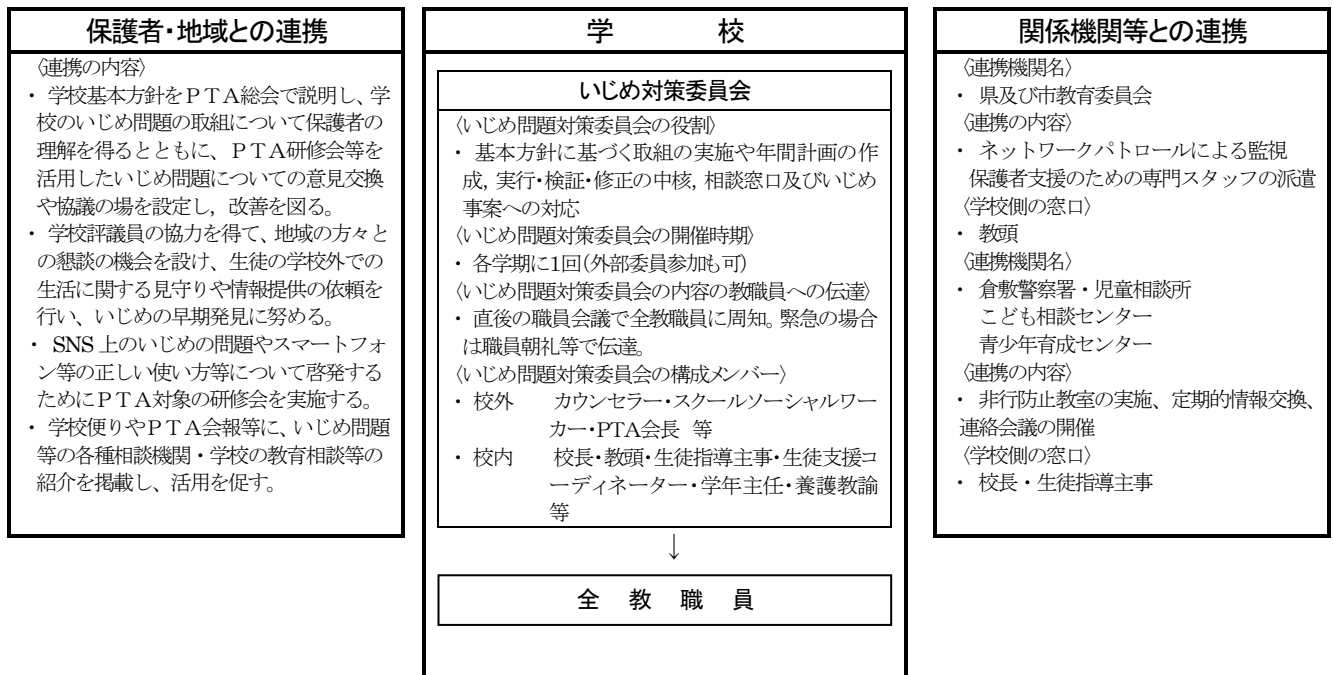 保護者・地域との連携
〈連携の内容〉
・ 学校基本方針をＰＴＡ総会で説明し、学
校のいじめ問題の取組について保護者の
理解を得るとともに、ＰＴＡ研修会等を
活用したいじめ問題についての意見交換
や協議の場を設定し，改善を図る。
・ 学校評議員の協力を得て、地域の方々と
の懇談の機会を設け、生徒の学校外での
生活に関する見守りや情報提供の依頼を
行い、いじめの早期発見に努める。
・ SNS 上のいじめの問題やスマートフォ
ン等の正しい使い方等について啓発する
ためにＰＴＡ対象の研修会を実施する。
・ 学校便りやＰＴＡ会報等に、いじめ問題
等の各種相談機関・学校の教育相談等の
紹介を掲載し、活用を促す。
学 校
いじめ対策委員会
〈いじめ問題対策委員会の役割〉
・ 基本方針に基づく取組の実施や年間計画の作
成，実行・検証・修正の中核，相談窓口及びいじめ
事案への対応
〈いじめ問題対策委員会の開催時期〉
・ 各学期に1回（外部委員参加も可）
〈いじめ問題対策委員会の内容の教職員への伝達〉
・ 直後の職員会議で全教職員に周知。緊急の場合
は職員朝礼等で伝達。
〈いじめ問題対策委員会の構成メンバー〉
・ 校外 カウンセラー・スクールソーシャルワー
カー・PTA会長 等
・ 校内 校長・教頭・生徒指導主事・生徒支援コ
ーディネーター・学年主任・養護教諭
等
↓
全 教 職 員
関係機関等との連携
〈連携機関名〉
・ 県及び市教育委員会
〈連携の内容〉
・ ネットワークパトロールによる監視
保護者支援のための専門スタッフの派遣
〈学校側の窓口〉
・ 教頭
〈連携機関名〉
・ 倉敷警察署・児童相談所
こども相談センター
青少年育成センター
〈連携の内容〉
・ 非行防止教室の実施、定期的情報交換、
連絡会議の開催
〈学校側の窓口〉
・ 校長・生徒指導主事